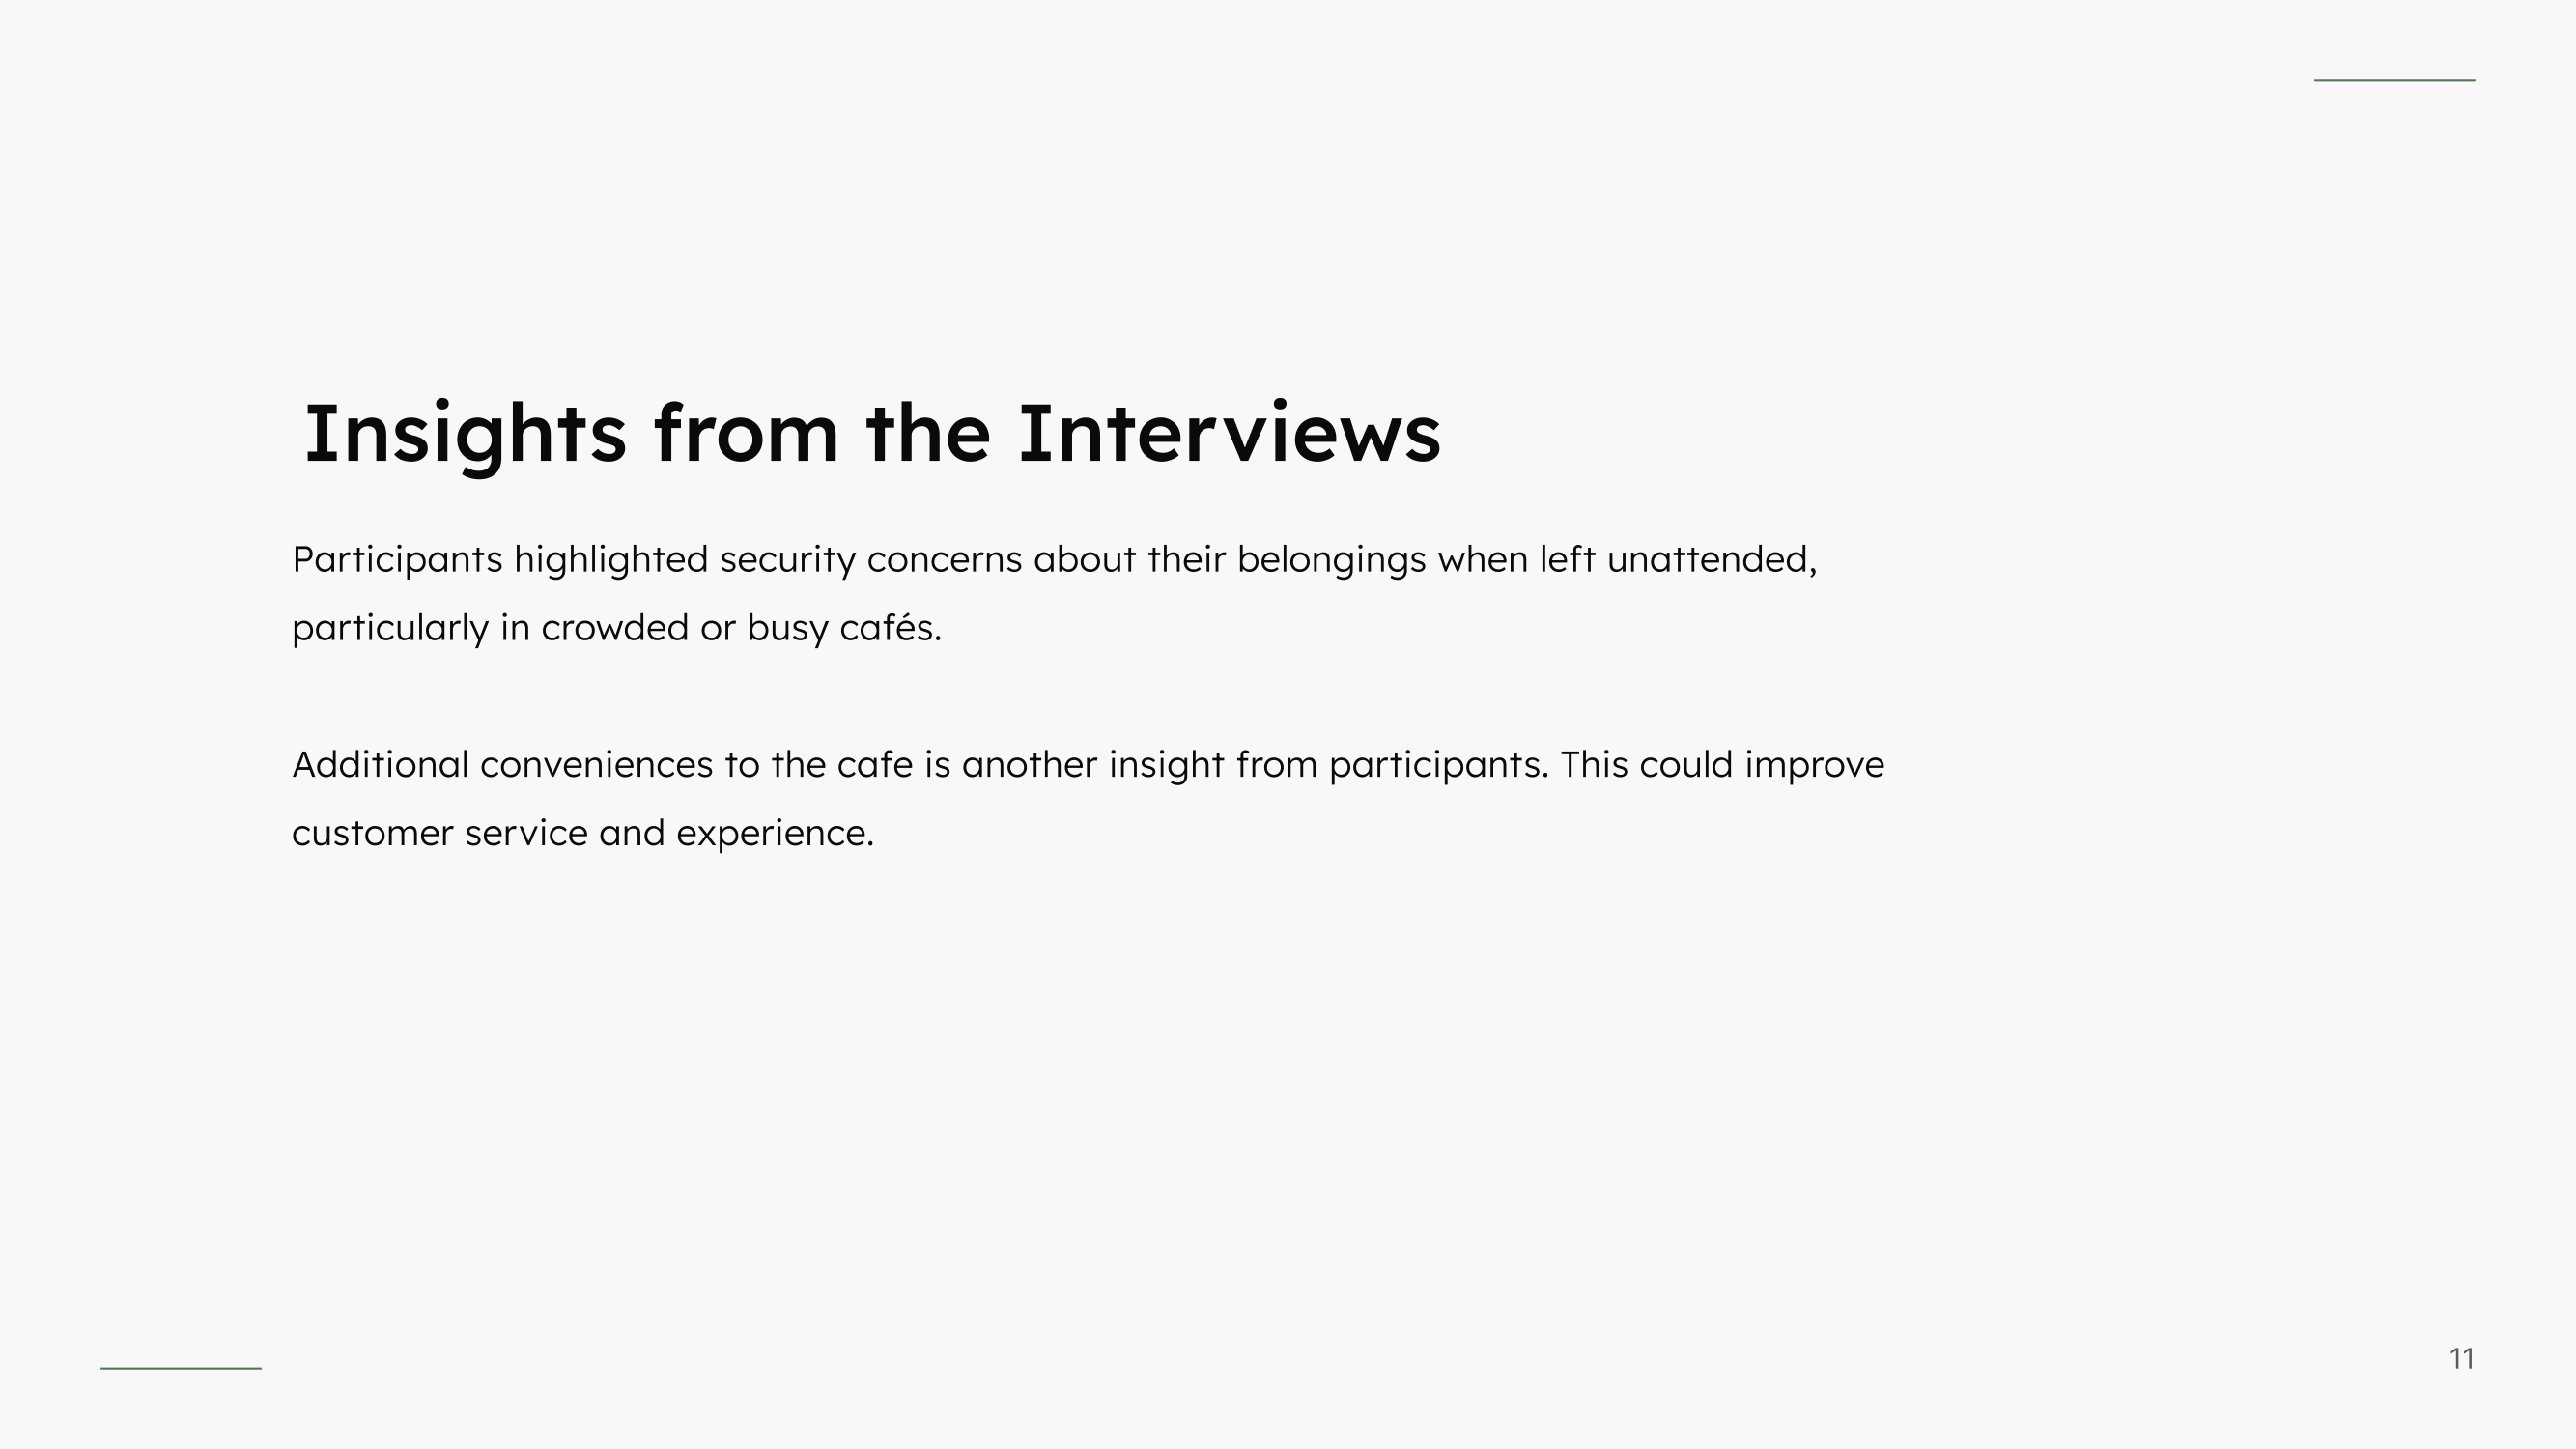 Insights from the Interviews
Participants highlighted security concerns about their belongings when left unattended,
particularly in crowded or busy cafés.
Additional conveniences to the cafe is another insight from participants. This could improve
customer service and experience.
11